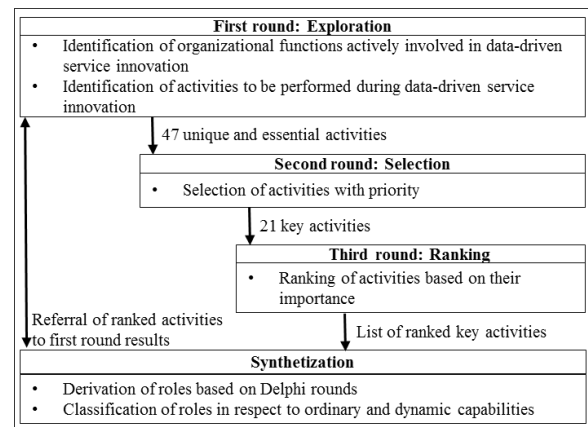 First round: Exploration
• Identification of organizational functions actively involved in data-driven
service innovation
• Identification of activities to be performed during data-driven service
innovation
47 unique and essential activities
Second round: Selection
• Selection of activities with priority
21 key activities
Third round: Ranking
• Ranking of activities based on their
importance
Referral of ranked activities
to first round results
List of ranked key activities
Synthetization
• Derivation of roles based on Delphi rounds
• Classification of roles in respect to ordinary and dynamic capabilities